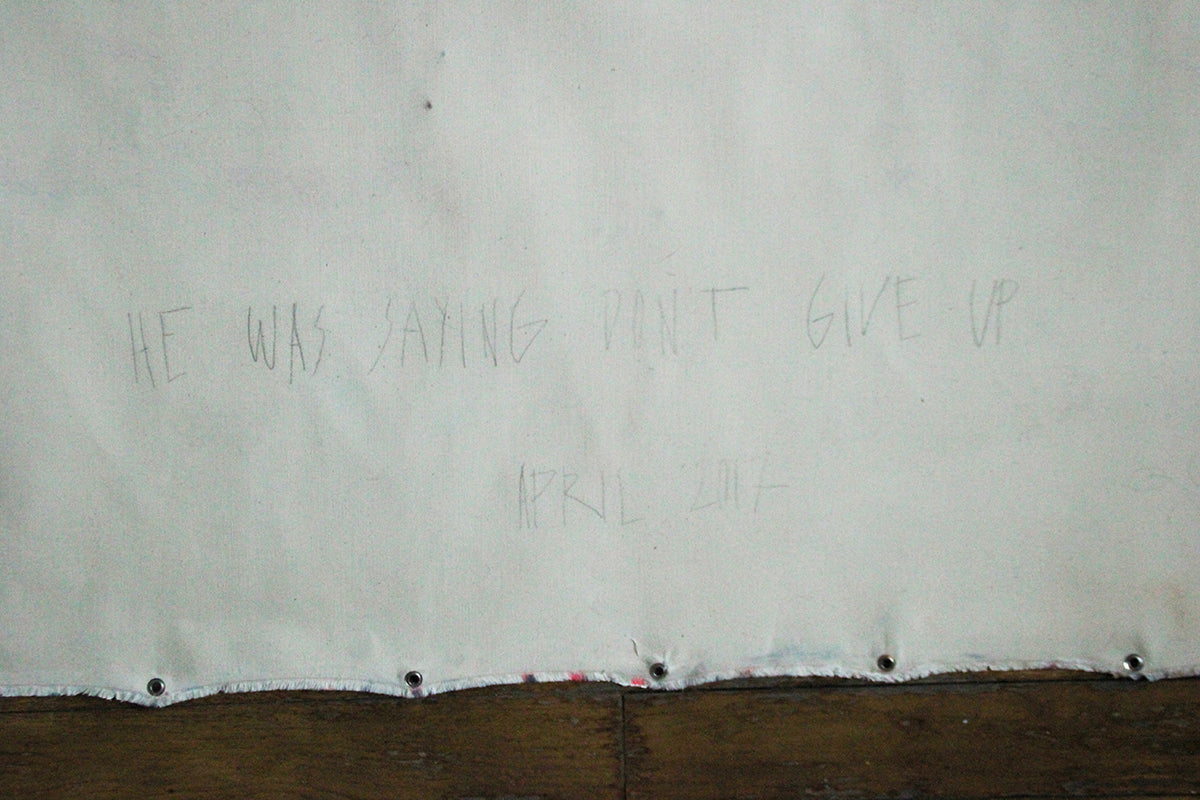 HE WAS SAYING DON'T GIVE UP
APRIL 2017